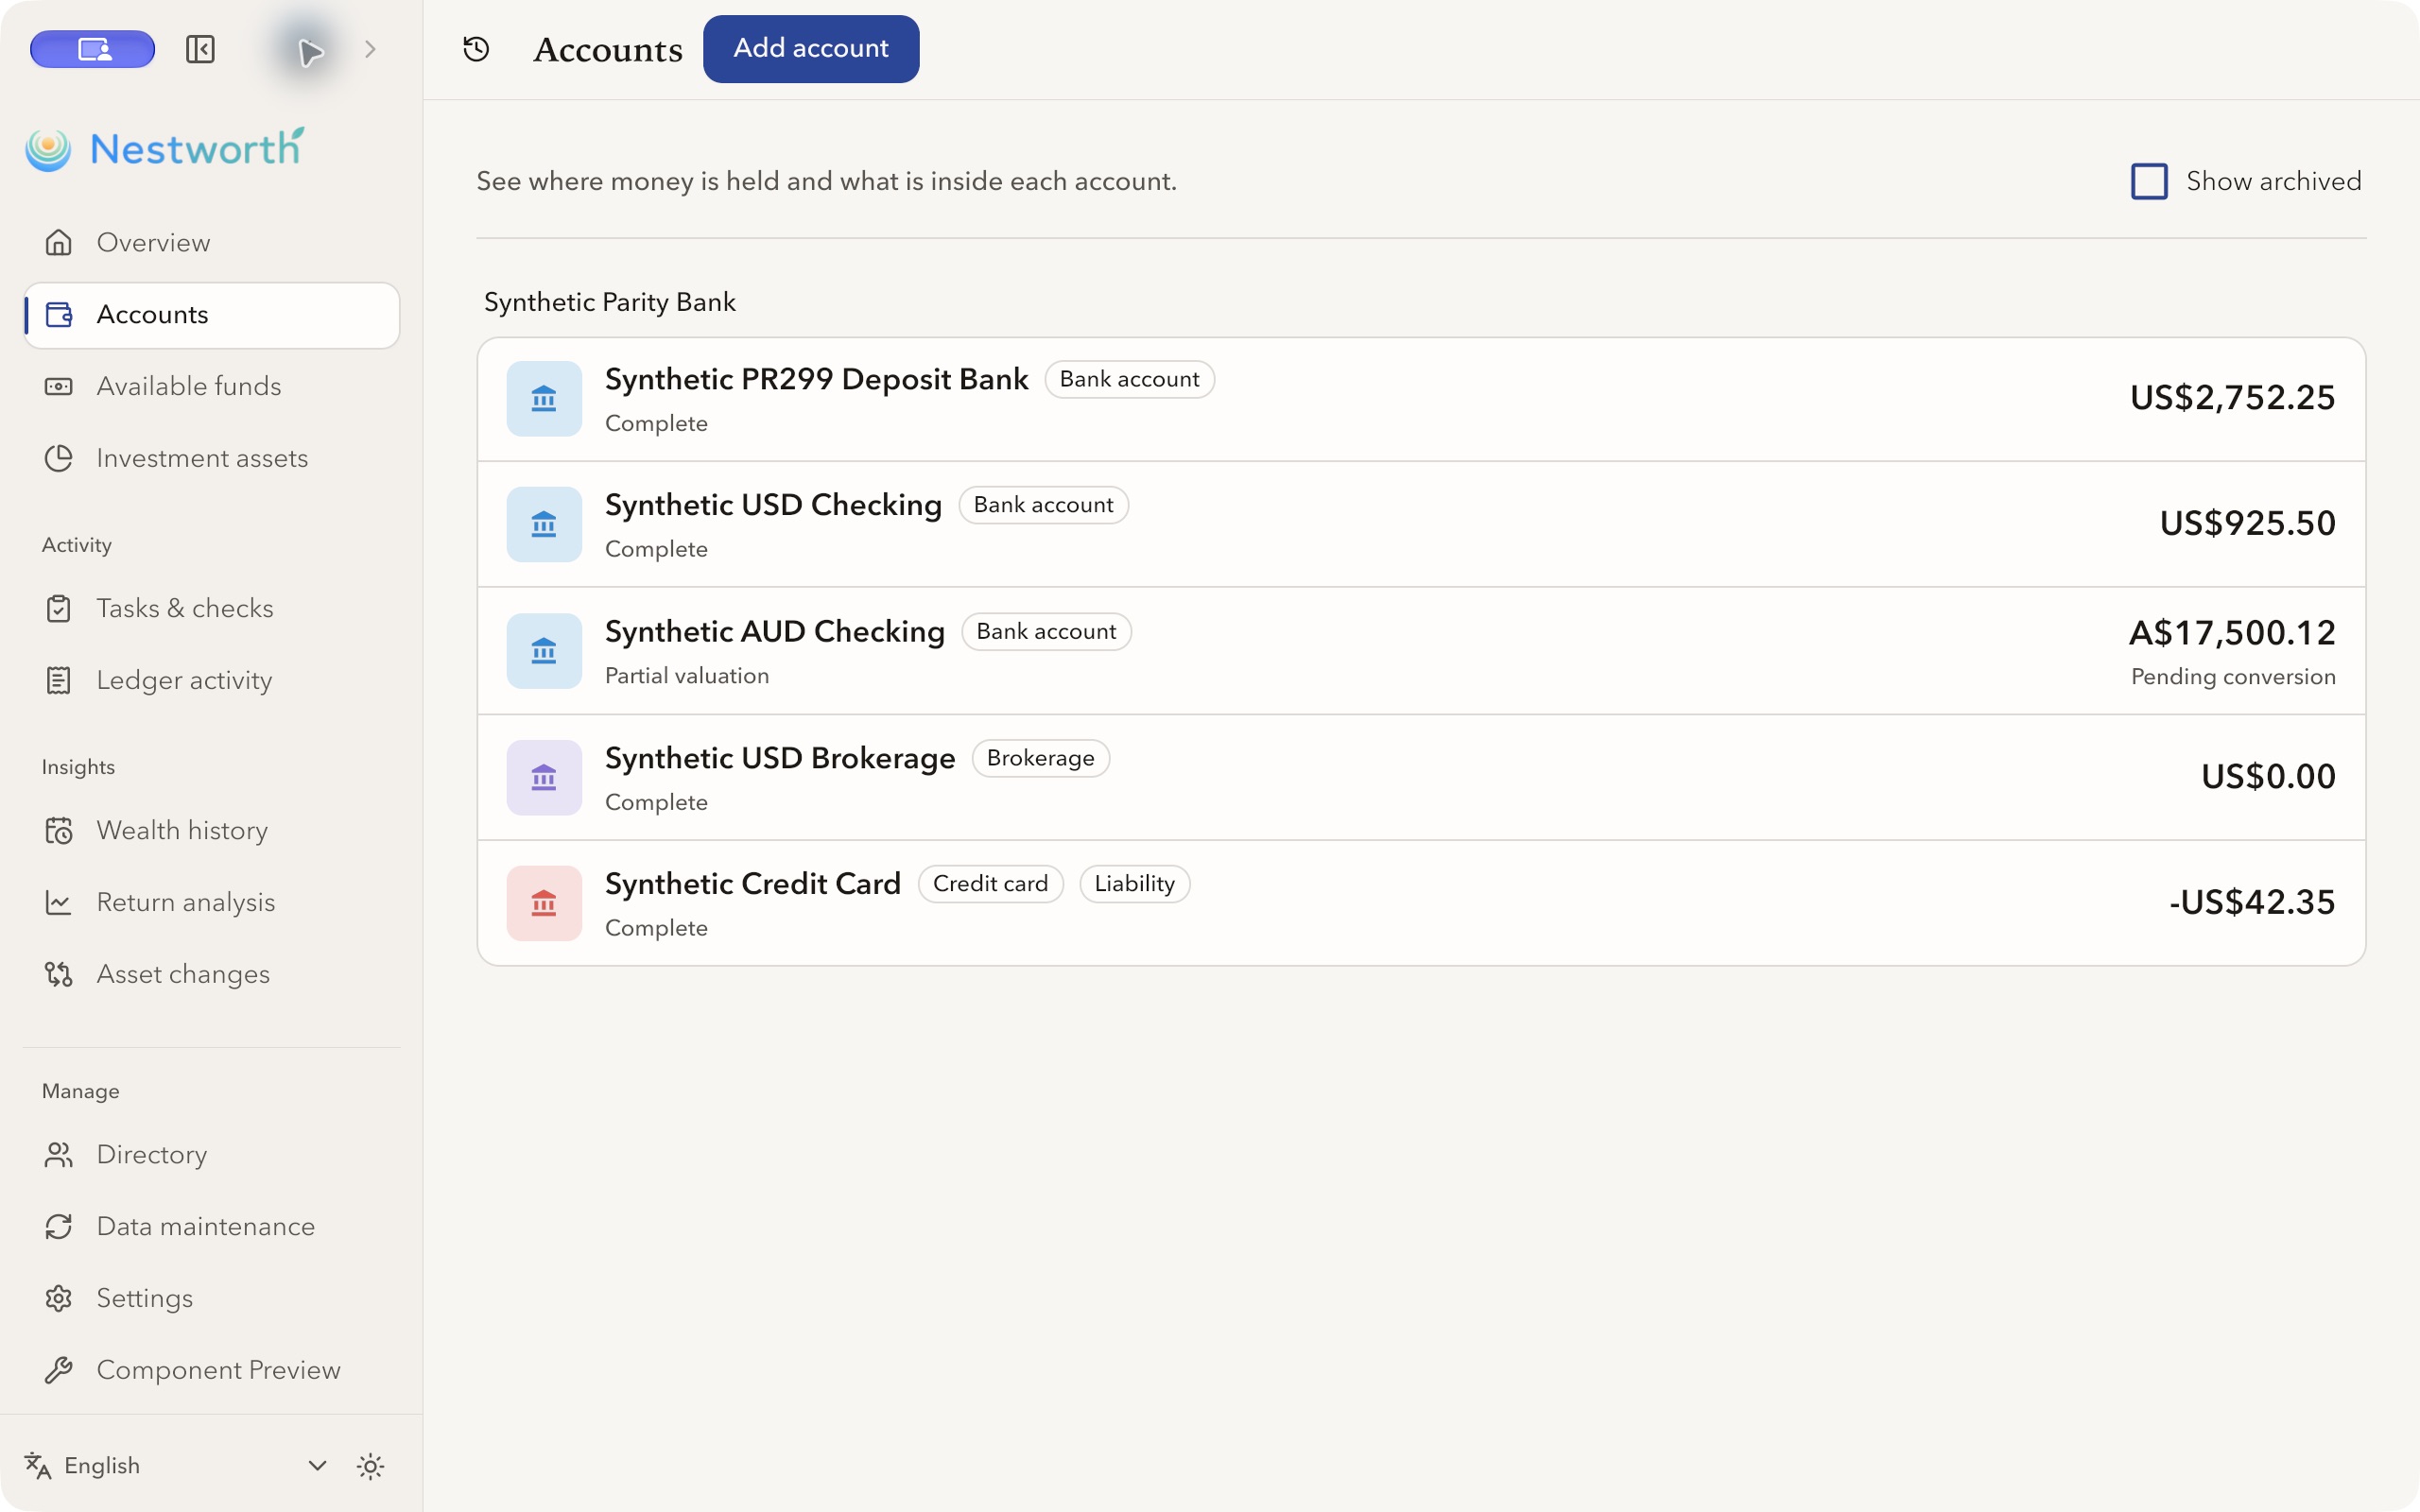 Accounts
Add account
Nestworth
See where money is held and what is inside each account.
Show archived
Overview
Accounts
Available funds
Investment assets
Activity
Tasks & checks
Ledger activity
Insights
Wealth history
Return analysis
Asset changes
Manage
Directory
Data maintenance
Settings
Component Preview
English
Synthetic Parity Bank
Synthetic PR299 Deposit Bank Bank account
Complete
US$2,752.25
Synthetic USD Checking Bank account
Complete
US$925.50
Synthetic AUD Checking Bank account
Partial valuation
A$17,500.12
Pending conversion
Synthetic USD Brokerage Brokerage
Complete
US$0.00
Synthetic Credit Card Credit card Liability
Complete
-US$42.35